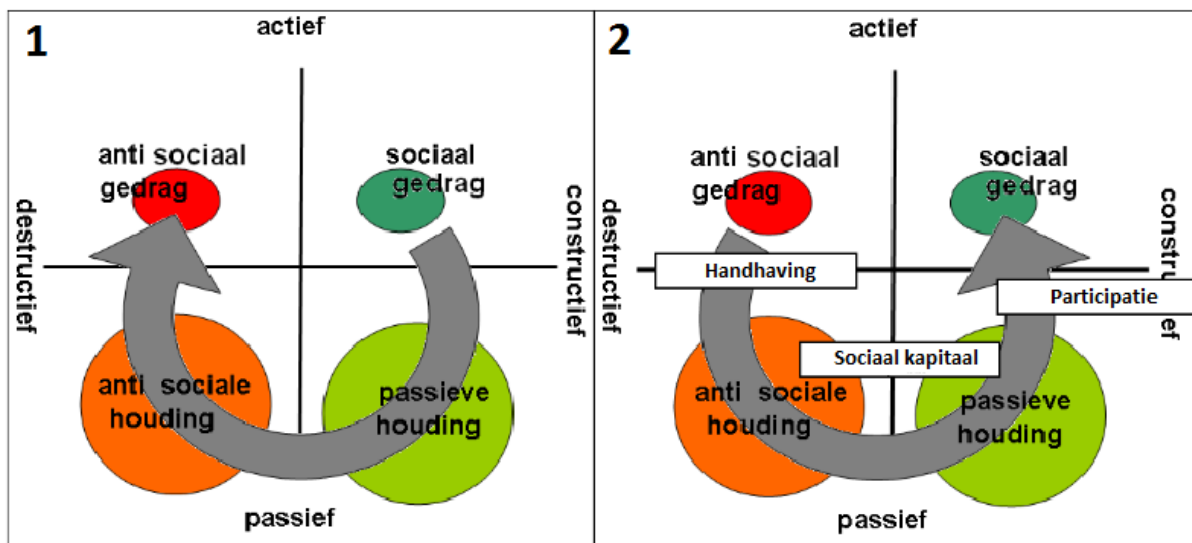 1
actief
anti sociaal
gedrag
sociaal
gedrag
destructief
constructief
anti sociale
houding
passieve
houding
passief
2
actief
anti sociaal
gedrag
sociaal
gedrag
destructief
constructief
Handhaving
Participatie
Sociaal kapitaal
anti sociale
houding
passieve
houding
passief